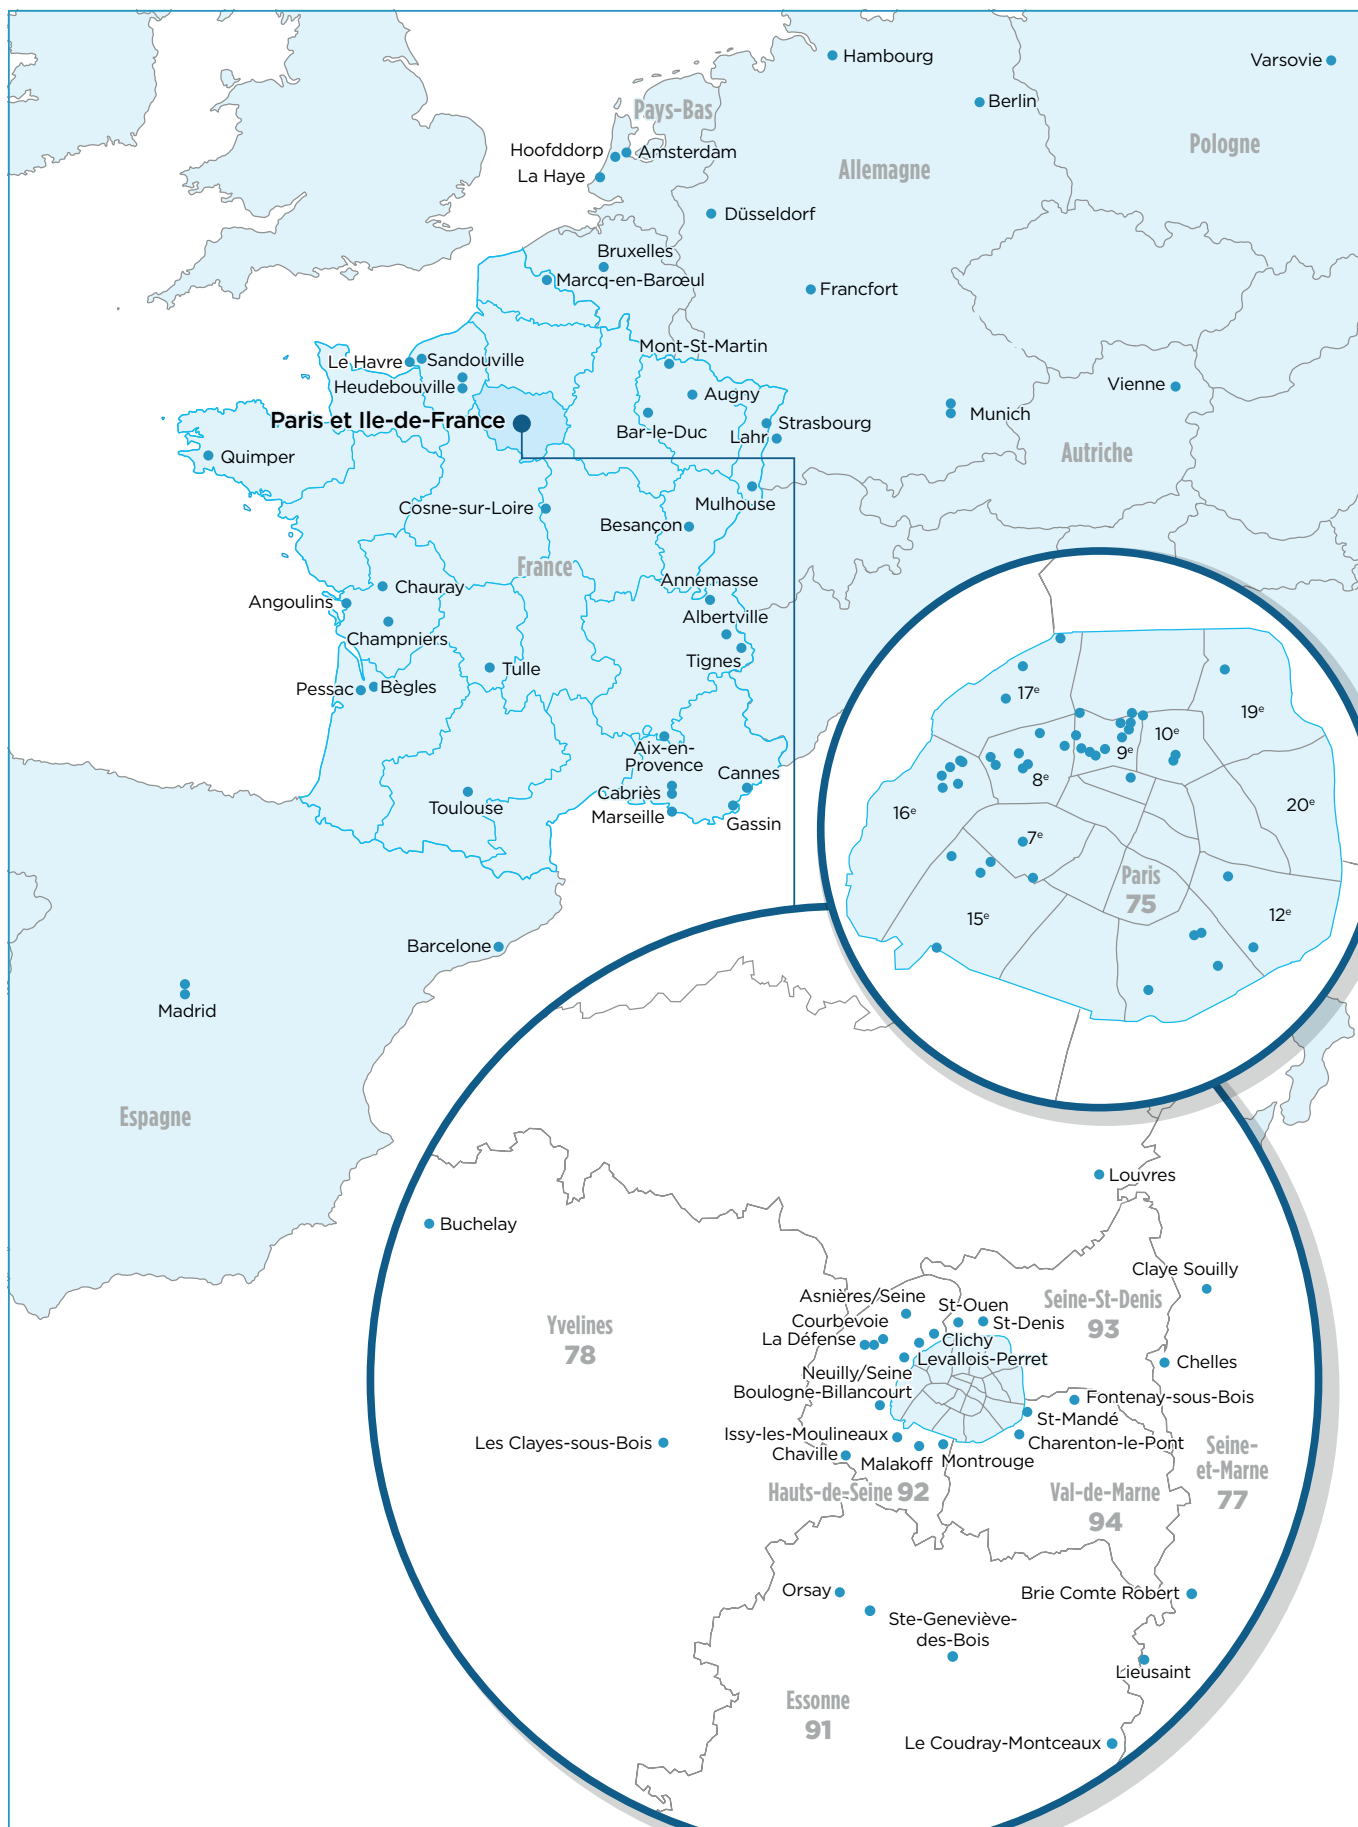 Hambourg
Varsovie
Berlin
Pays-Bas
Pologne
Hoofddorp
Amsterdam
Allemagne
La Haye
Düsseldorf
Bruxelles
Marcq-en-Barœul
Francfort
Mont-St-Martin
Le Havre
Sandouville
Heudebouville
Vienne
Augny
Munich
Paris et Ile-de-France
Strasbourg
Bar-le-Duc
Lahr
Autriche
Quimper
Mulhouse
Cosne-sur-Loire
Besançon
France
Annemasse
Chauray
Angoulins
Albertville
Champniers
Tignes
Tulle
Pessac
Bègles
Aix-en-
Provence
Cannes
Cabriès
Toulouse
Marseille
Gassin
17e
19e
10e
9e
8e
20e
16e
7e
Paris
75
15e
12e
Barcelone
Madrid
Espagne
Louvres
Buchelay
Claye Souilly
Asnières/Seine
St-Ouen
Seine-St-Denis
93
Courbevoie
St-Denis
Yvelines
78
La Défense
Clichy
Levallois-Perret
Chelles
Neuilly/Seine
Boulogne-Billancourt
Fontenay-sous-Bois
St-Mandé
Issy-les-Moulineaux
Charenton-le-Pont
Les Clayes-sous-Bois
Chaville
Malakoff
Montrouge
Seine-
et-Marne
77
Hauts-de-Seine 92
Val-de-Marne
94
Orsay
Brie Comte Robert
Ste-Geneviève-
des-Bois
Lieusaint
Essonne
91
Le Coudray-Montceaux